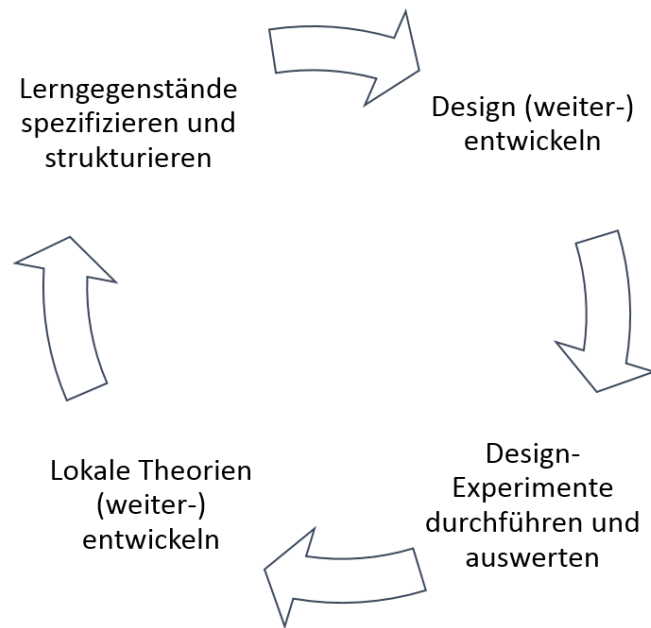 Lerngegenstände
spezifizieren und
strukturieren
Design (weiter-)
entwickeln
Design-
Experimente
durchführen und
auswerten
Lokale Theorien
(weiter-)
entwickeln